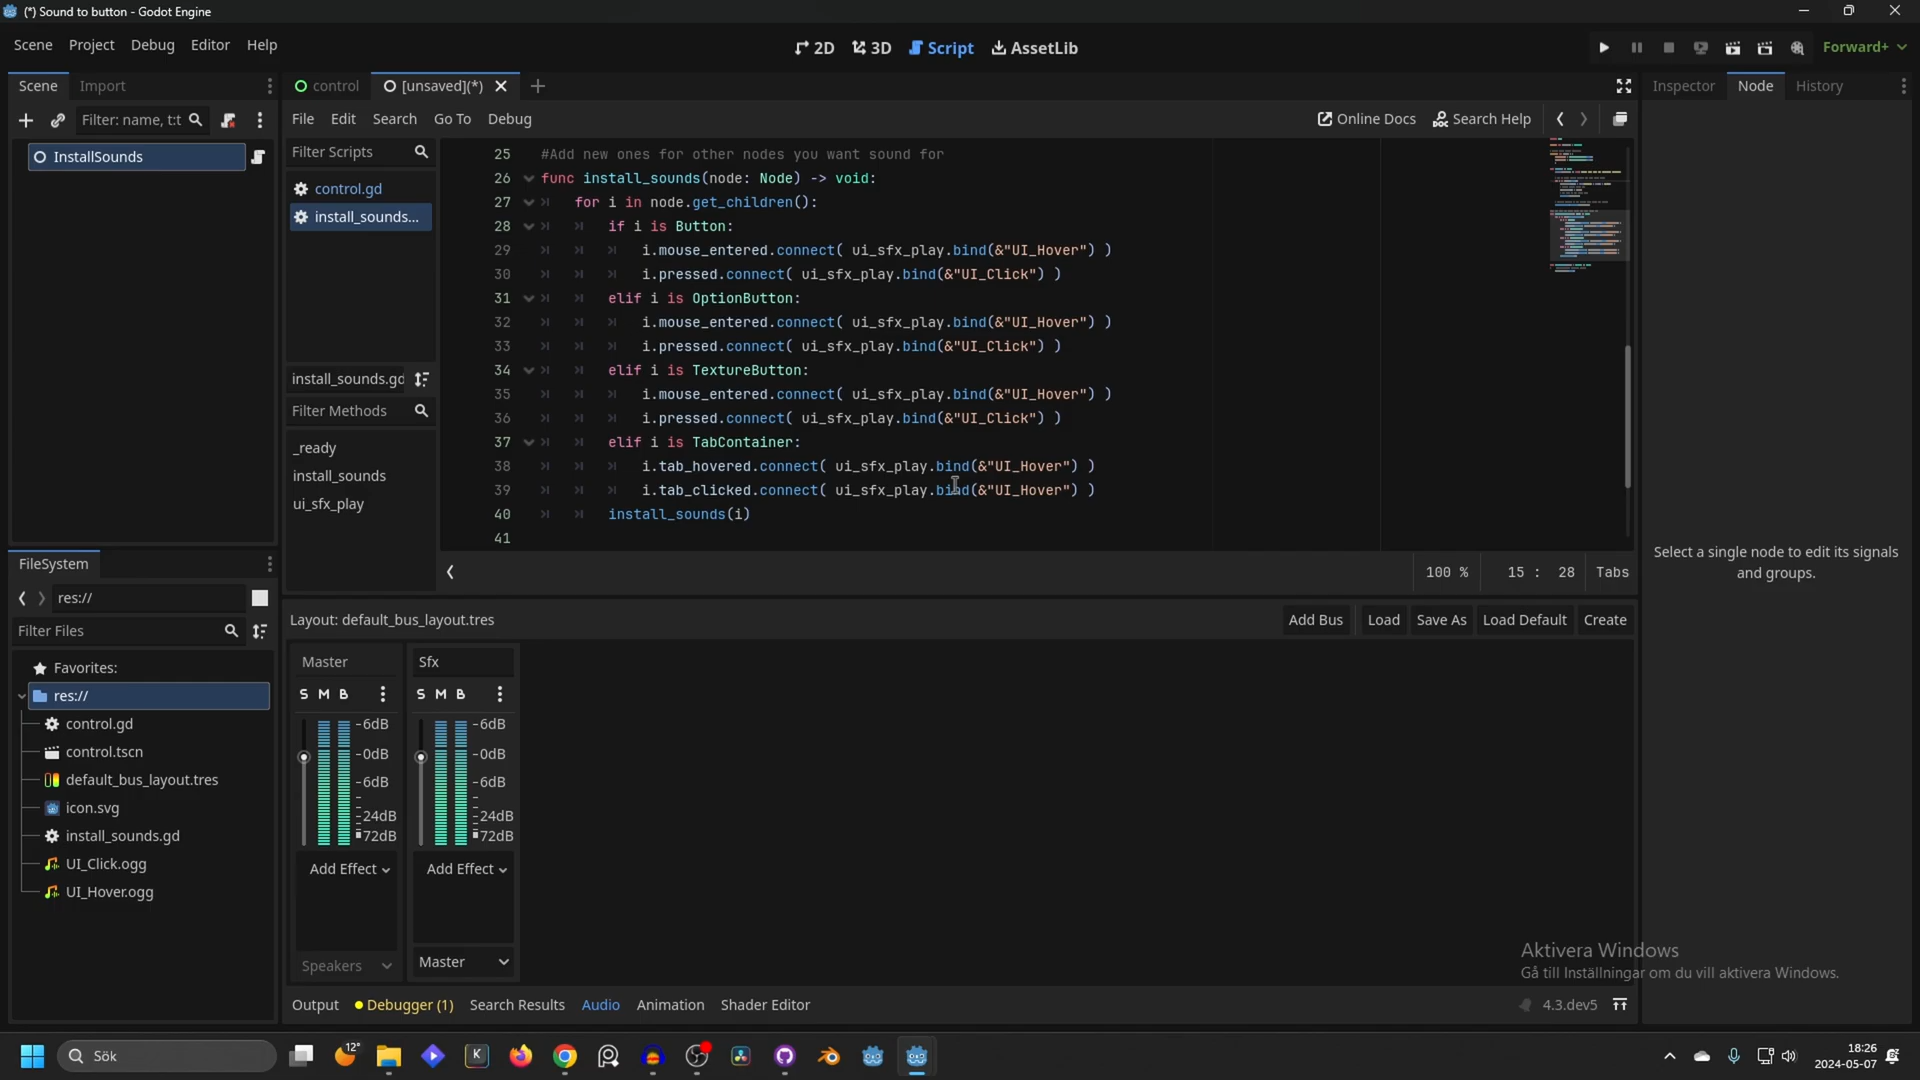 (*) Sound to button - Godot Engine
Scene Project Debug Editor Help
2D 3D Script AssetLib
Forward+
Scene Import
Filter: name, t:t
InstallSounds
control [unsaved](*)
File Edit Search Go To Debug
Online Docs Search Help
Filter Scripts
control.gd
install_sounds...
install_sounds.gd
Filter Methods
_ready
install_sounds
ui_sfx_play
25 #Add new ones for other nodes you want sound for
26 func install_sounds(node: Node) -> void:
27 for i in node.get_children():
28 if i is Button:
29 i.mouse_entered.connect( ui_sfx_play.bind(&"UI_Hover") )
30 i.pressed.connect( ui_sfx_play.bind(&"UI_Click") )
31 elif i is OptionButton:
32 i.mouse_entered.connect( ui_sfx_play.bind(&"UI_Hover") )
33 i.pressed.connect( ui_sfx_play.bind(&"UI_Click") )
34 elif i is TextureButton:
35 i.mouse_entered.connect( ui_sfx_play.bind(&"UI_Hover") )
36 i.pressed.connect( ui_sfx_play.bind(&"UI_Click") )
37 elif i is TabContainer:
38 i.tab_hovered.connect( ui_sfx_play.bind(&"UI_Hover") )
39 i.tab_clicked.connect( ui_sfx_play.bind(&"UI_Hover") )
40 install_sounds(i)
41
100 % 15 : 28 Tabs
Inspector Node History
Select a single node to edit its signals
and groups.
FileSystem
res://
Filter Files
Favorites:
res://
control.gd
control.tscn
default_bus_layout.tres
icon.svg
install_sounds.gd
UI_Click.ogg
UI_Hover.ogg
Layout: default_bus_layout.tres
Add Bus Load Save As Load Default Create
Master Sfx
S M B S M B
-6dB -6dB
-0dB -0dB
-6dB -6dB
-24dB -24dB
-72dB -72dB
Add Effect Add Effect
Speakers Master
Output Debugger (1) Search Results Audio Animation Shader Editor
4.3.dev5
Aktivera Windows
Gå till Inställningar om du vill aktivera Windows.
Sök
12°
18:26
2024-05-07